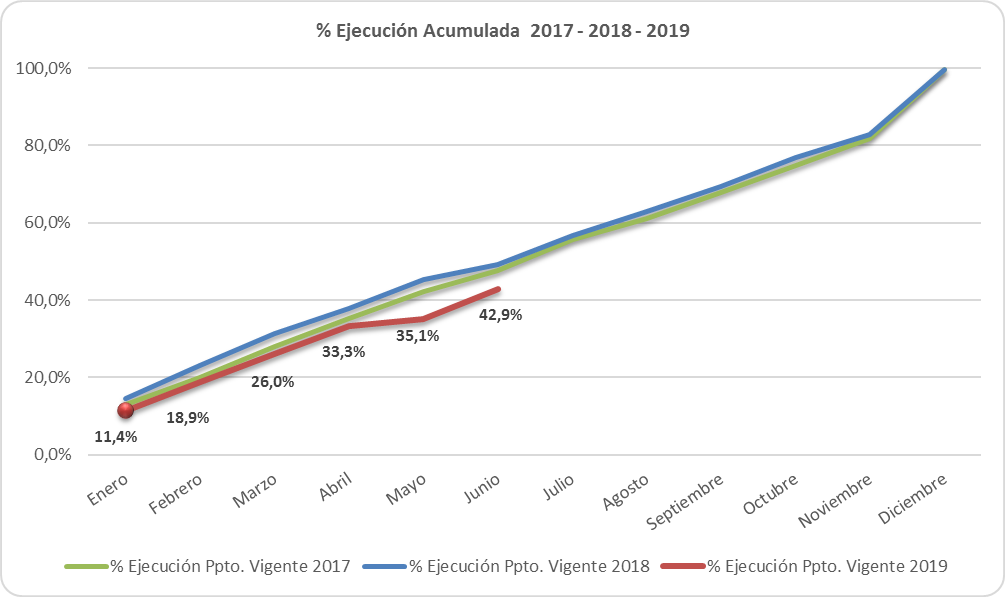 % Ejecución Acumulada 2017 - 2018 - 2019
100,0%
80,0%
60,0%
40,0%
20,0%
0,0%
11,4%
18,9%
26,0%
33,3%
35,1%
42,9%
Enero
Febrero
Marzo
Abril
Mayo
Junio
Julio
Agosto
Septiembre
Octubre
Noviembre
Diciembre
% Ejecución Ppto. Vigente 2017
% Ejecución Ppto. Vigente 2018
% Ejecución Ppto. Vigente 2019